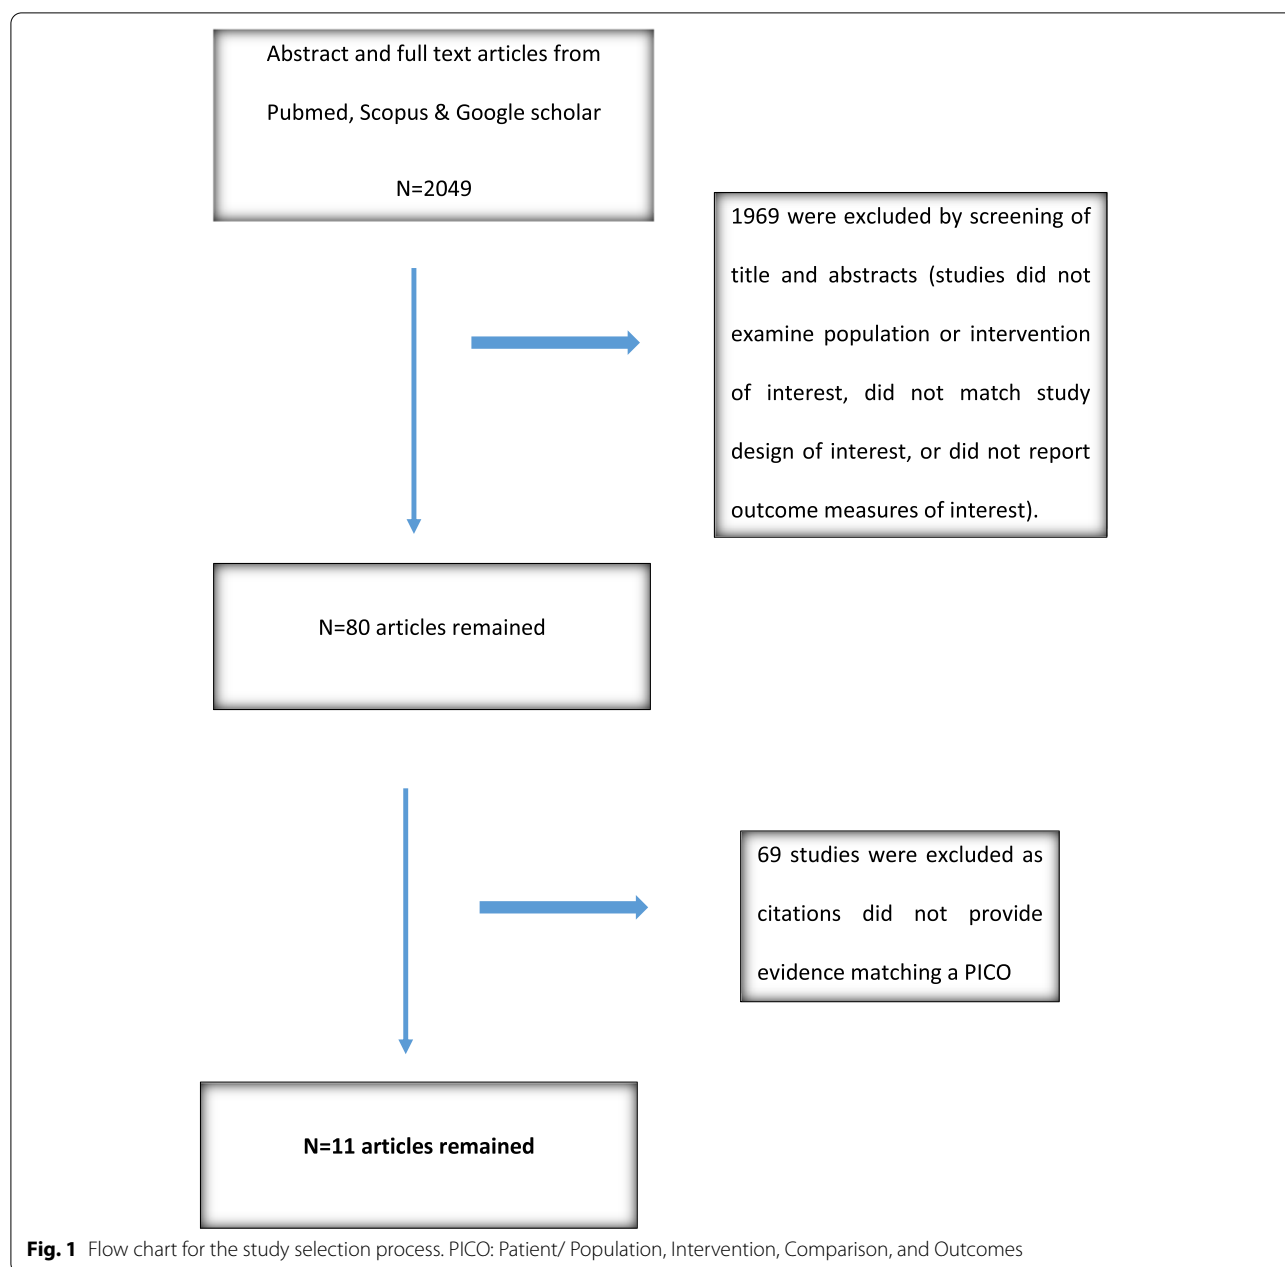 Abstract and full text articles from
Pubmed, Scopus & Google scholar
N=2049
1969 were excluded by screening of
title and abstracts (studies did not
examine population or intervention
of interest, did not match study
design of interest, or did not report
outcome measures of interest).
N=80 articles remained
69 studies were excluded as
citations did not provide
evidence matching a PICO
N=11 articles remained
Fig. 1 Flow chart for the study selection process. PICO: Patient/ Population, Intervention, Comparison, and Outcomes